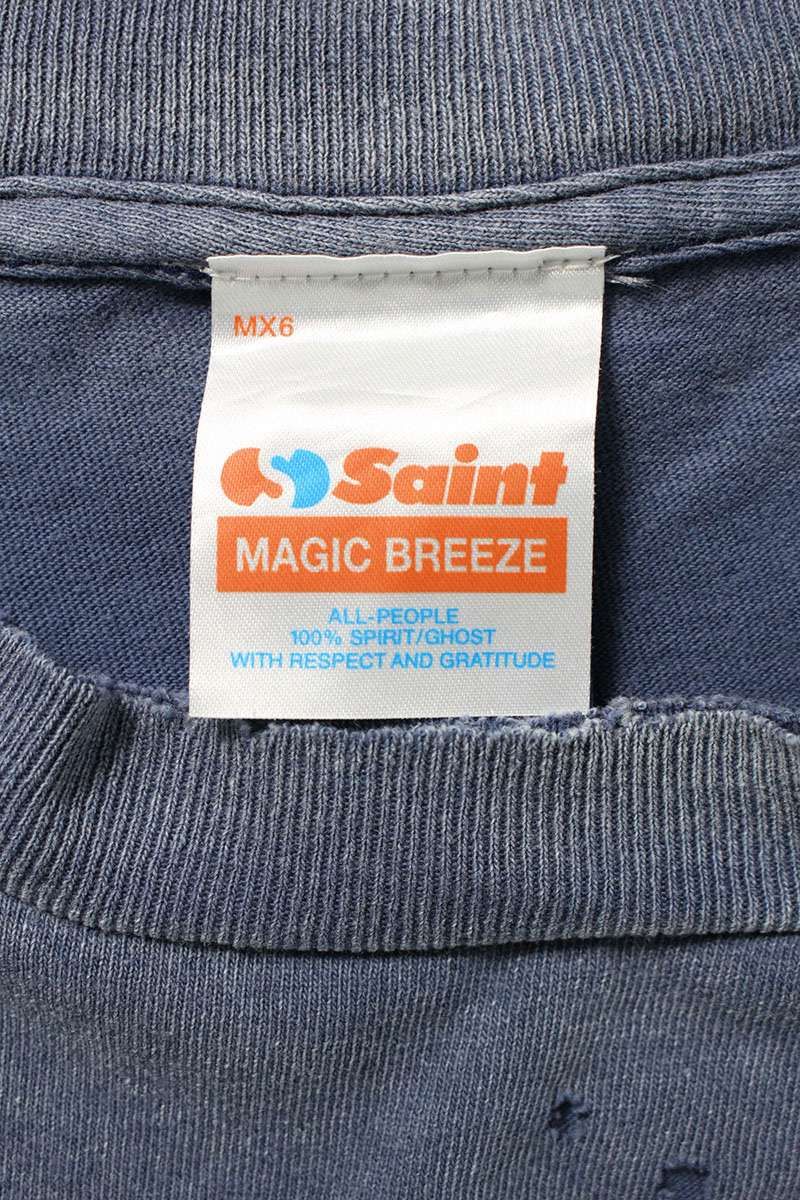 MX6
Saint
MAGIC BREEZE
ALL-PEOPLE
100% SPIRIT/GHOST
WITH RESPECT AND GRATITUDE